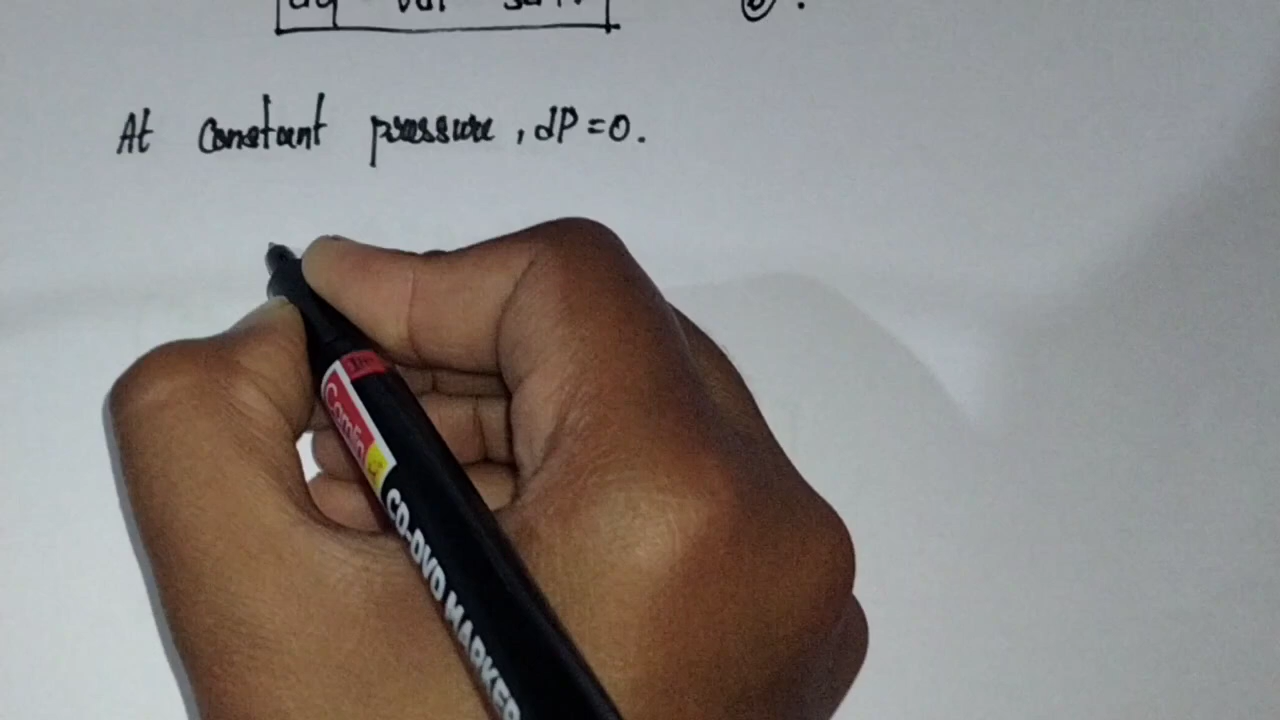 At constant pressure, dP=0.
Camlin
CD-DVD MARKER